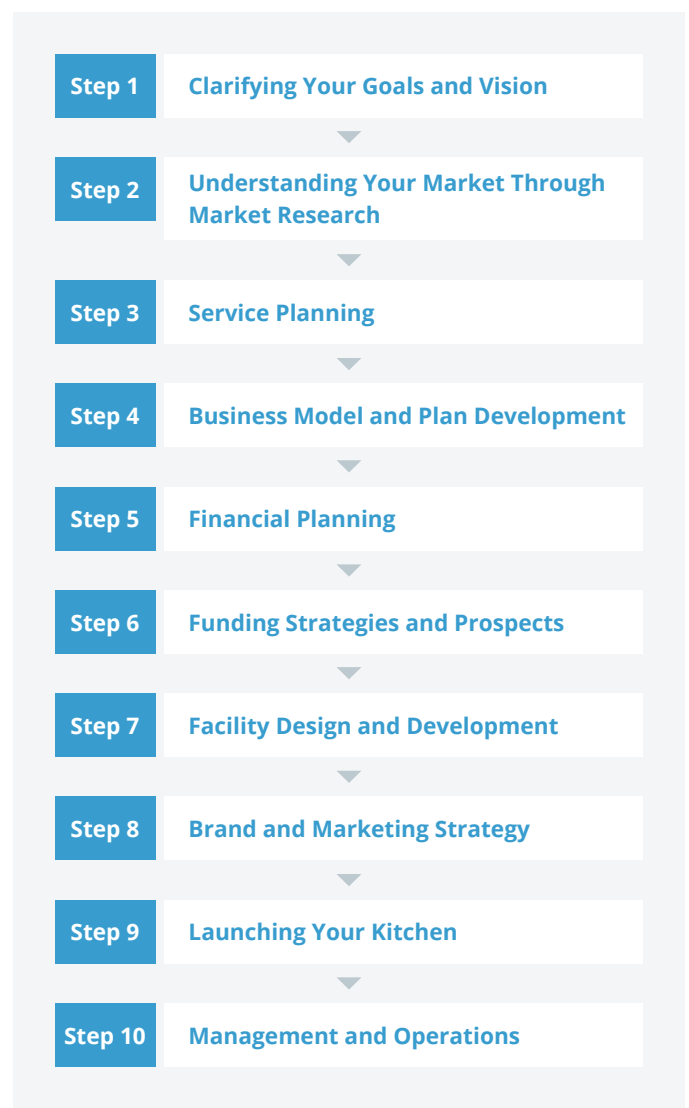 Step 1
Clarifying Your Goals and Vision
Step 2
Understanding Your Market Through
Market Research
Step 3
Service Planning
Step 4
Business Model and Plan Development
Step 5
Financial Planning
Step 6
Funding Strategies and Prospects
Step 7
Facility Design and Development
Step 8
Brand and Marketing Strategy
Step 9
Launching Your Kitchen
Step 10
Management and Operations